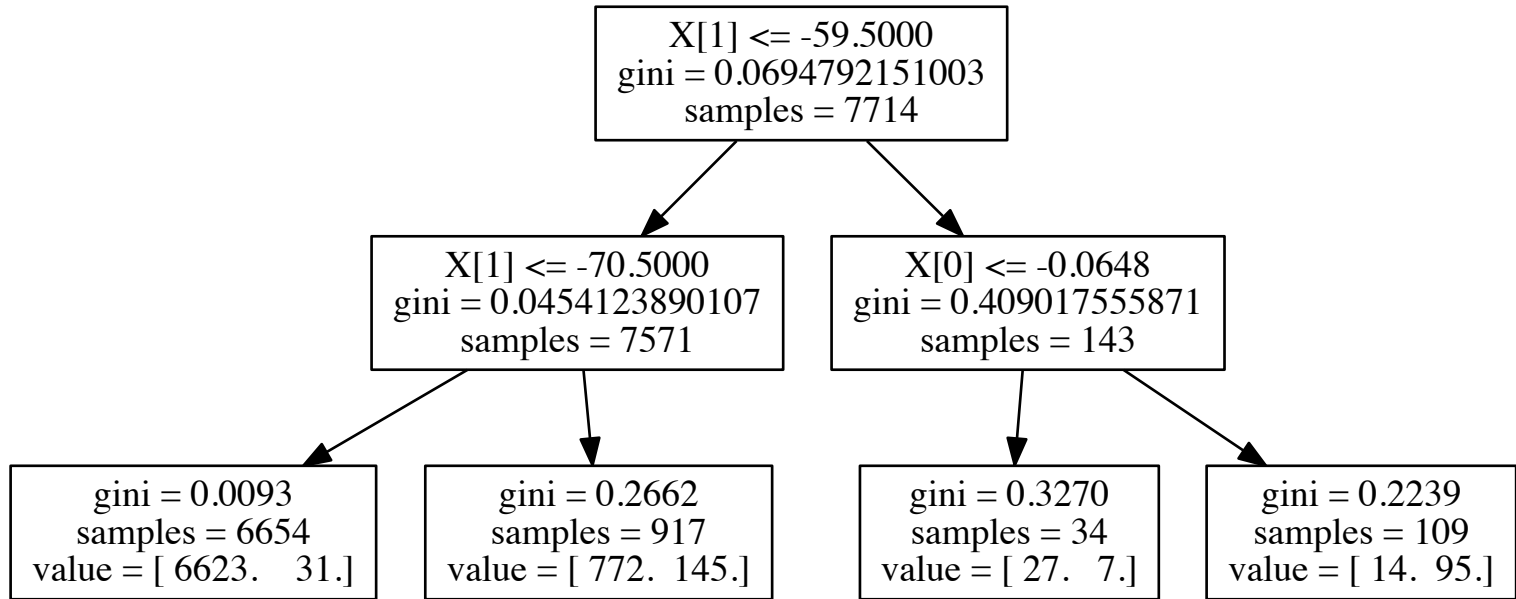 X[1] <= -59.5000
gini = 0.0694792151003
samples = 7714
X[1] <= -70.5000
gini = 0.0454123890107
samples = 7571
X[0] <= -0.0648
gini = 0.409017555871
samples = 143
gini = 0.0093
samples = 6654
value = [ 6623. 31.]
gini = 0.2662
samples = 917
value = [ 772. 145.]
gini = 0.3270
samples = 34
value = [ 27. 7.]
gini = 0.2239
samples = 109
value = [ 14. 95.]